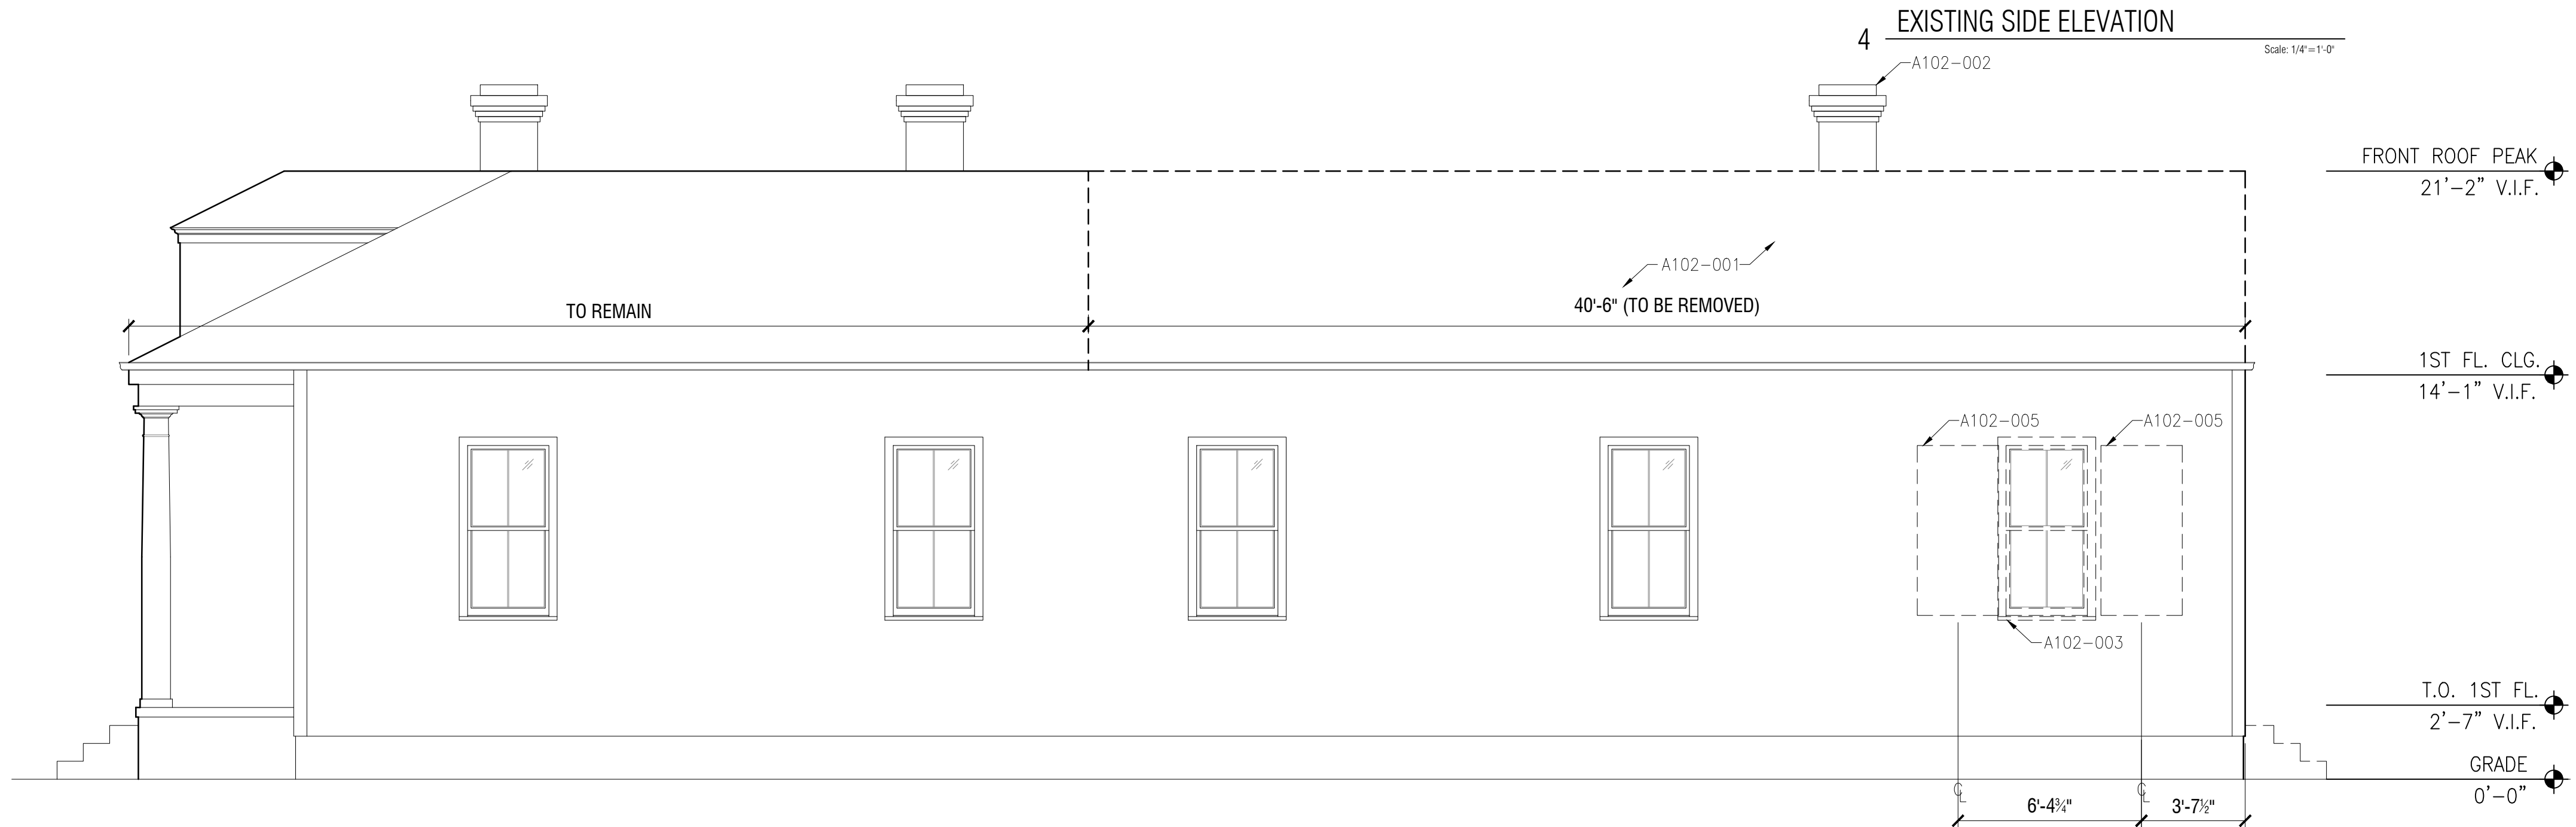 4 EXISTING SIDE ELEVATION
Scale: 1/4"=1'-0"
A102-002
FRONT ROOF PEAK
21'-2" V.I.F.
A102-001
TO REMAIN
40'-6" (TO BE REMOVED)
1ST FL. CLG.
14'-1" V.I.F.
A102-005
A102-005
A102-003
T.O. 1ST FL.
2'-7" V.I.F.
GRADE
0'-0"
CL
CL
6'-4¾"
3'-7½"